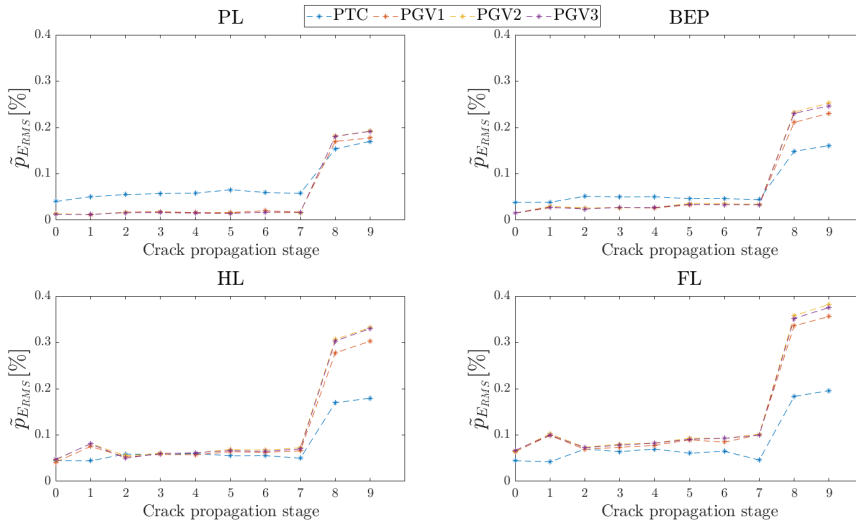 PL
PTC PGV1 PGV2 PGV3
BEP
0.4
0.3
0.2
0.1
0
p̃_{E_{RMS}} [%]
0 1 2 3 4 5 6 7 8 9
Crack propagation stage
0.4
0.3
0.2
0.1
0
p̃_{E_{RMS}} [%]
0 1 2 3 4 5 6 7 8 9
Crack propagation stage
HL
0.4
0.3
0.2
0.1
0
p̃_{E_{RMS}} [%]
0 1 2 3 4 5 6 7 8 9
Crack propagation stage
FL
0.4
0.3
0.2
0.1
0
p̃_{E_{RMS}} [%]
0 1 2 3 4 5 6 7 8 9
Crack propagation stage